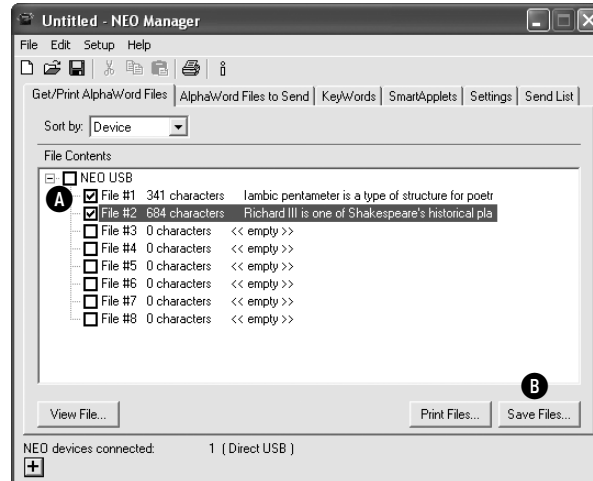 Untitled - NEO Manager
File Edit Setup Help
Get/Print AlphaWord Files AlphaWord Files to Send KeyWords SmartApplets Settings Send List
Sort by: Device
File Contents
NEO USB
A File #1 341 characters Iambic pentameter is a type of structure for poetr
File #2 684 characters Richard III is one of Shakespeare's historical pla
File #3 0 characters << empty >>
File #4 0 characters << empty >>
File #5 0 characters << empty >>
File #6 0 characters << empty >>
File #7 0 characters << empty >>
File #8 0 characters << empty >>
B
View File... Print Files... Save Files...
NEO devices connected: 1 ( Direct USB )